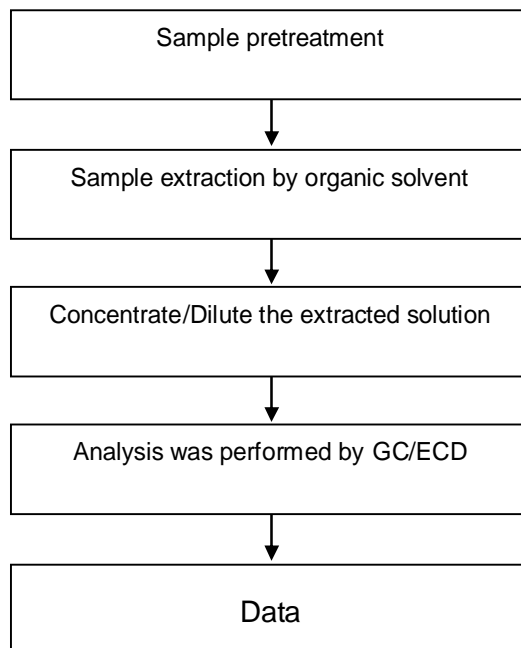 Sample pretreatment
Sample extraction by organic solvent
Concentrate/Dilute the extracted solution
Analysis was performed by GC/ECD
Data